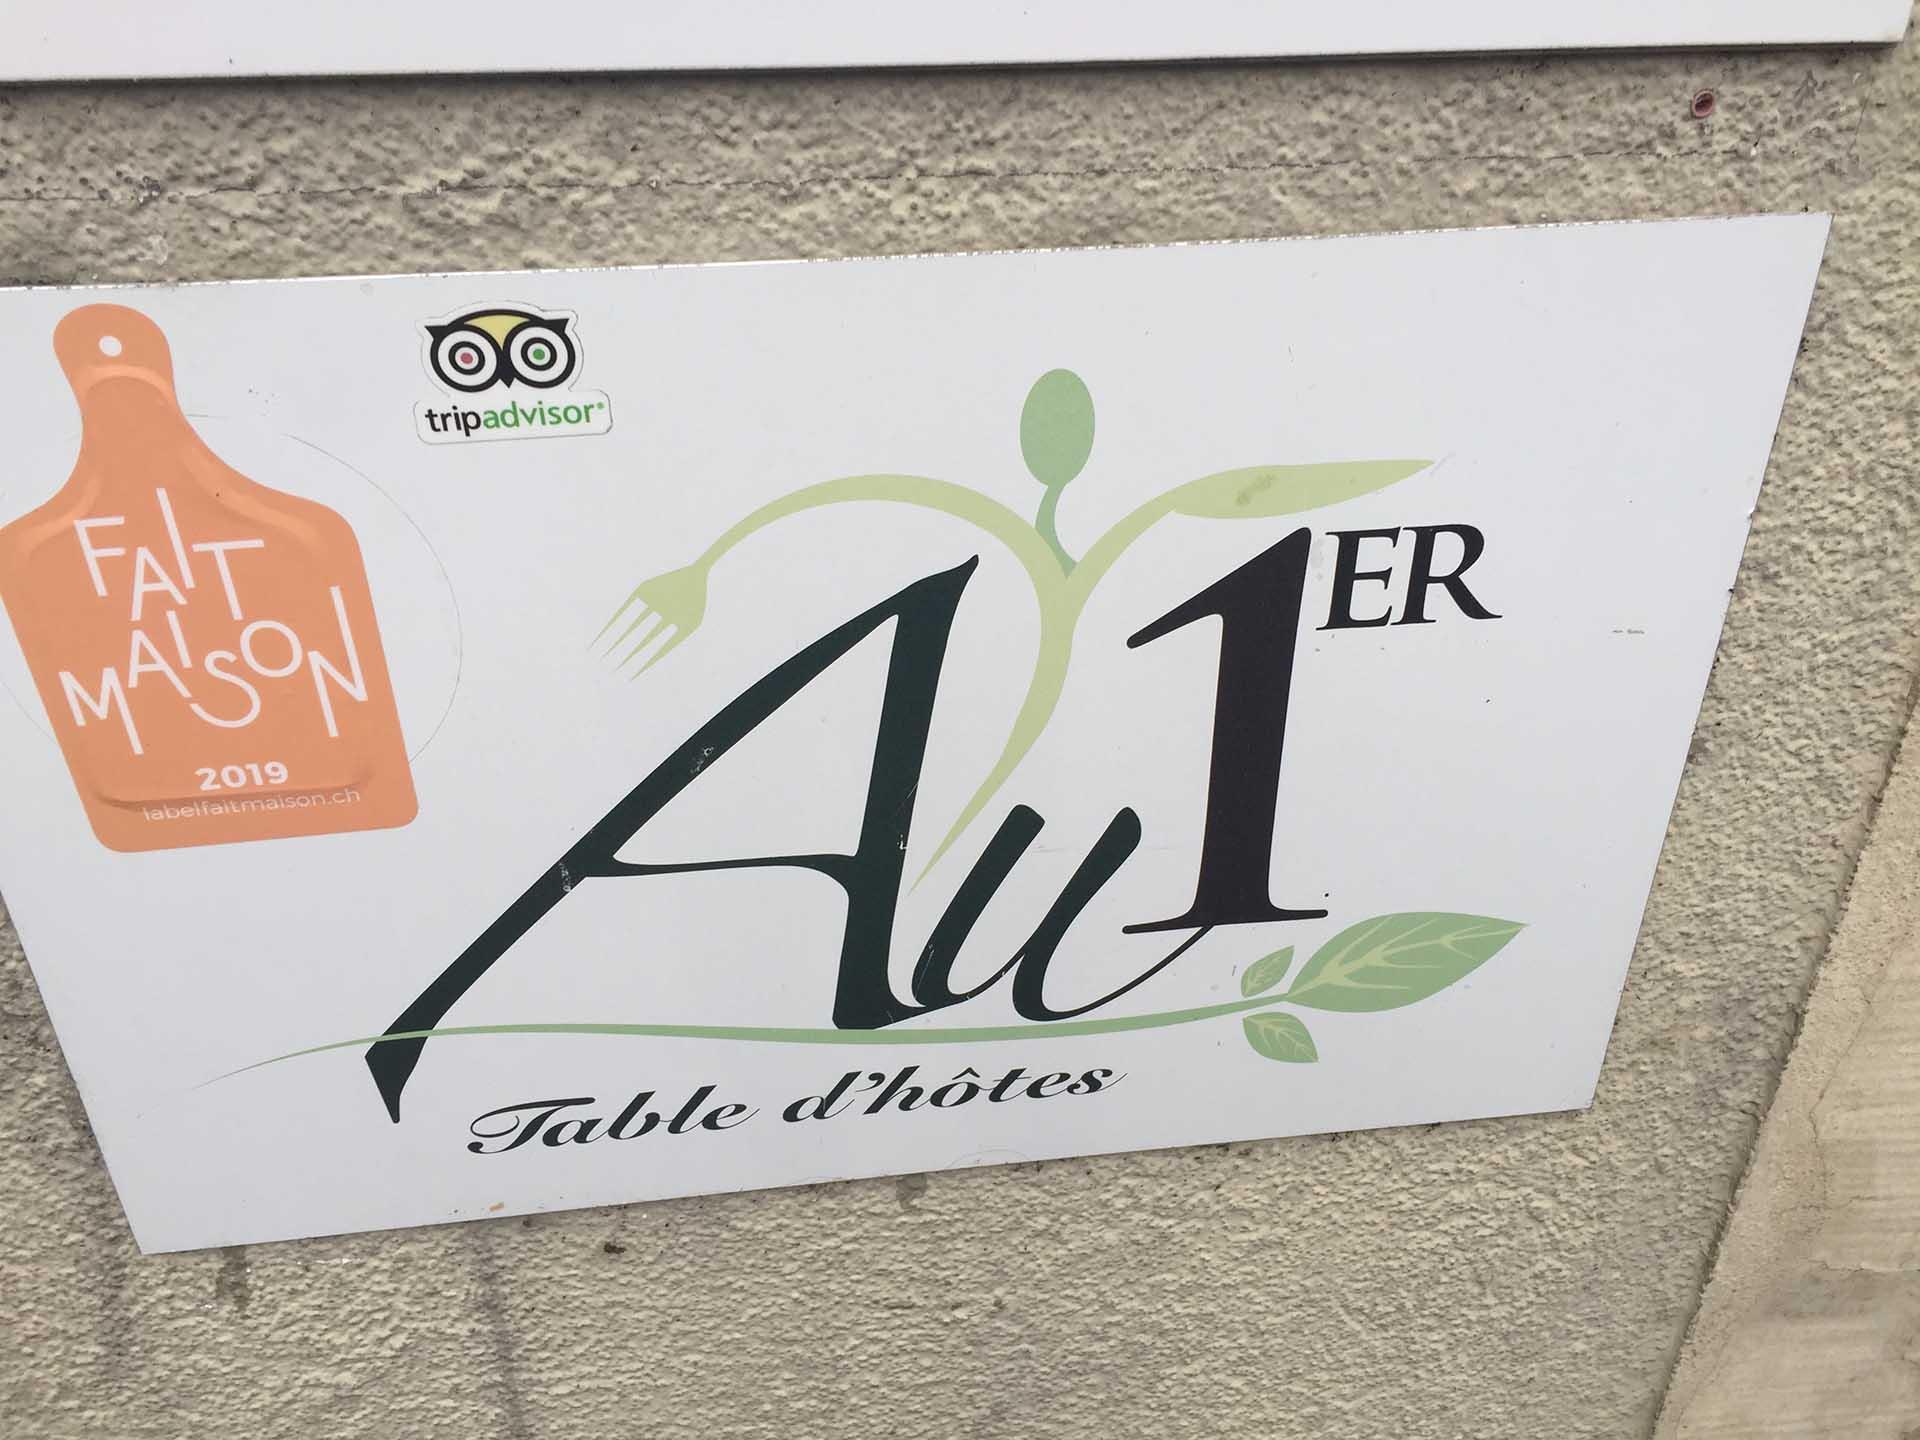 FAIT
MAISON
2019
labelfaitmaison.ch
tripadvisor®
Au 1ER
Table d'hôtes